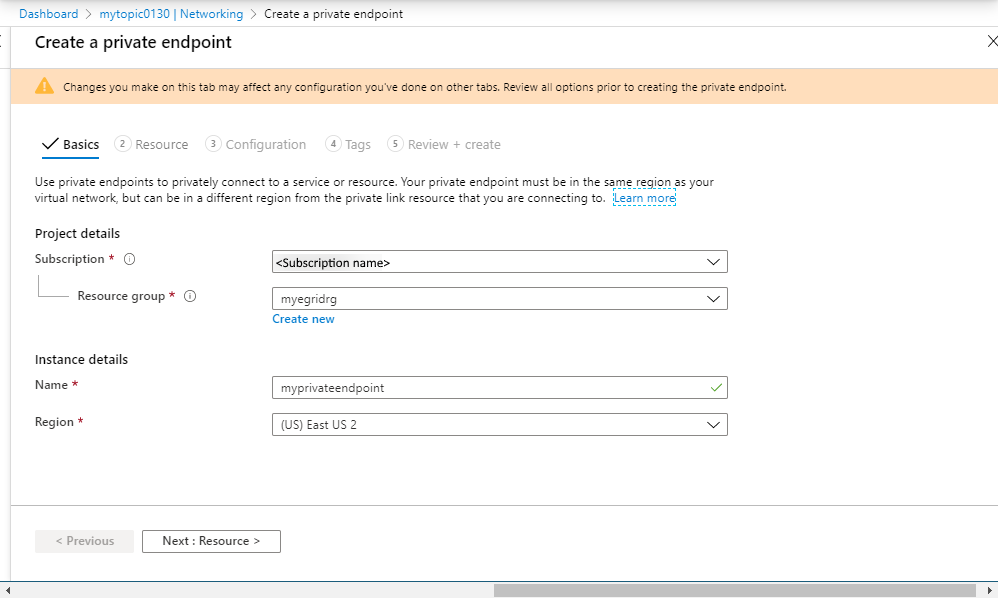 Dashboard > mytopic0130 | Networking > Create a private endpoint
Create a private endpoint
Changes you make on this tab may affect any configuration you've done on other tabs. Review all options prior to creating the private endpoint.
Basics 2 Resource 3 Configuration 4 Tags 5 Review + create
Use private endpoints to privately connect to a service or resource. Your private endpoint must be in the same region as your
virtual network, but can be in a different region from the private link resource that you are connecting to. Learn more
Project details
Subscription * <Subscription name>
Resource group * myegridrg
Create new
Instance details
Name * myprivateendpoint
Region * (US) East US 2
< Previous Next : Resource >